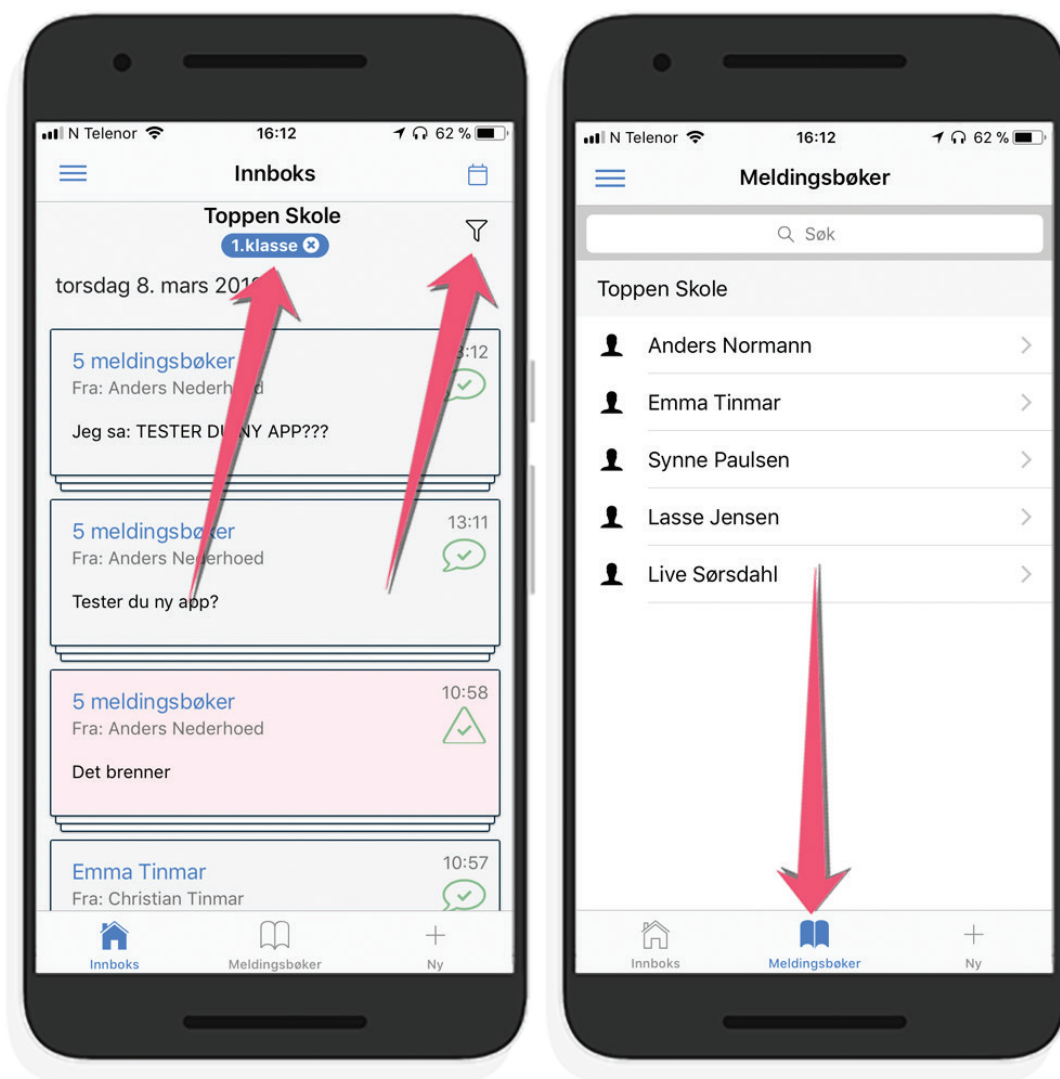 N Telenor 16:12 62 %
Innboks
Toppen Skole
1.klasse
torsdag 8. mars
5 meldingsbøker
Fra: Anders Nederhoed
Jeg sa: TESTER DU NY APP???
5 meldingsbøker 13:11
Fra: Anders Nederhoed
Tester du ny app?
5 meldingsbøker 10:58
Fra: Anders Nederhoed
Det brenner
Emma Tinmar 10:57
Fra: Christian Tinmar
Innboks Meldingsbøker Ny
N Telenor 16:12 62 %
Meldingsbøker
Søk
Toppen Skole
Anders Normann
Emma Tinmar
Synne Paulsen
Lasse Jensen
Live Sørsdahl
Innboks Meldingsbøker Ny